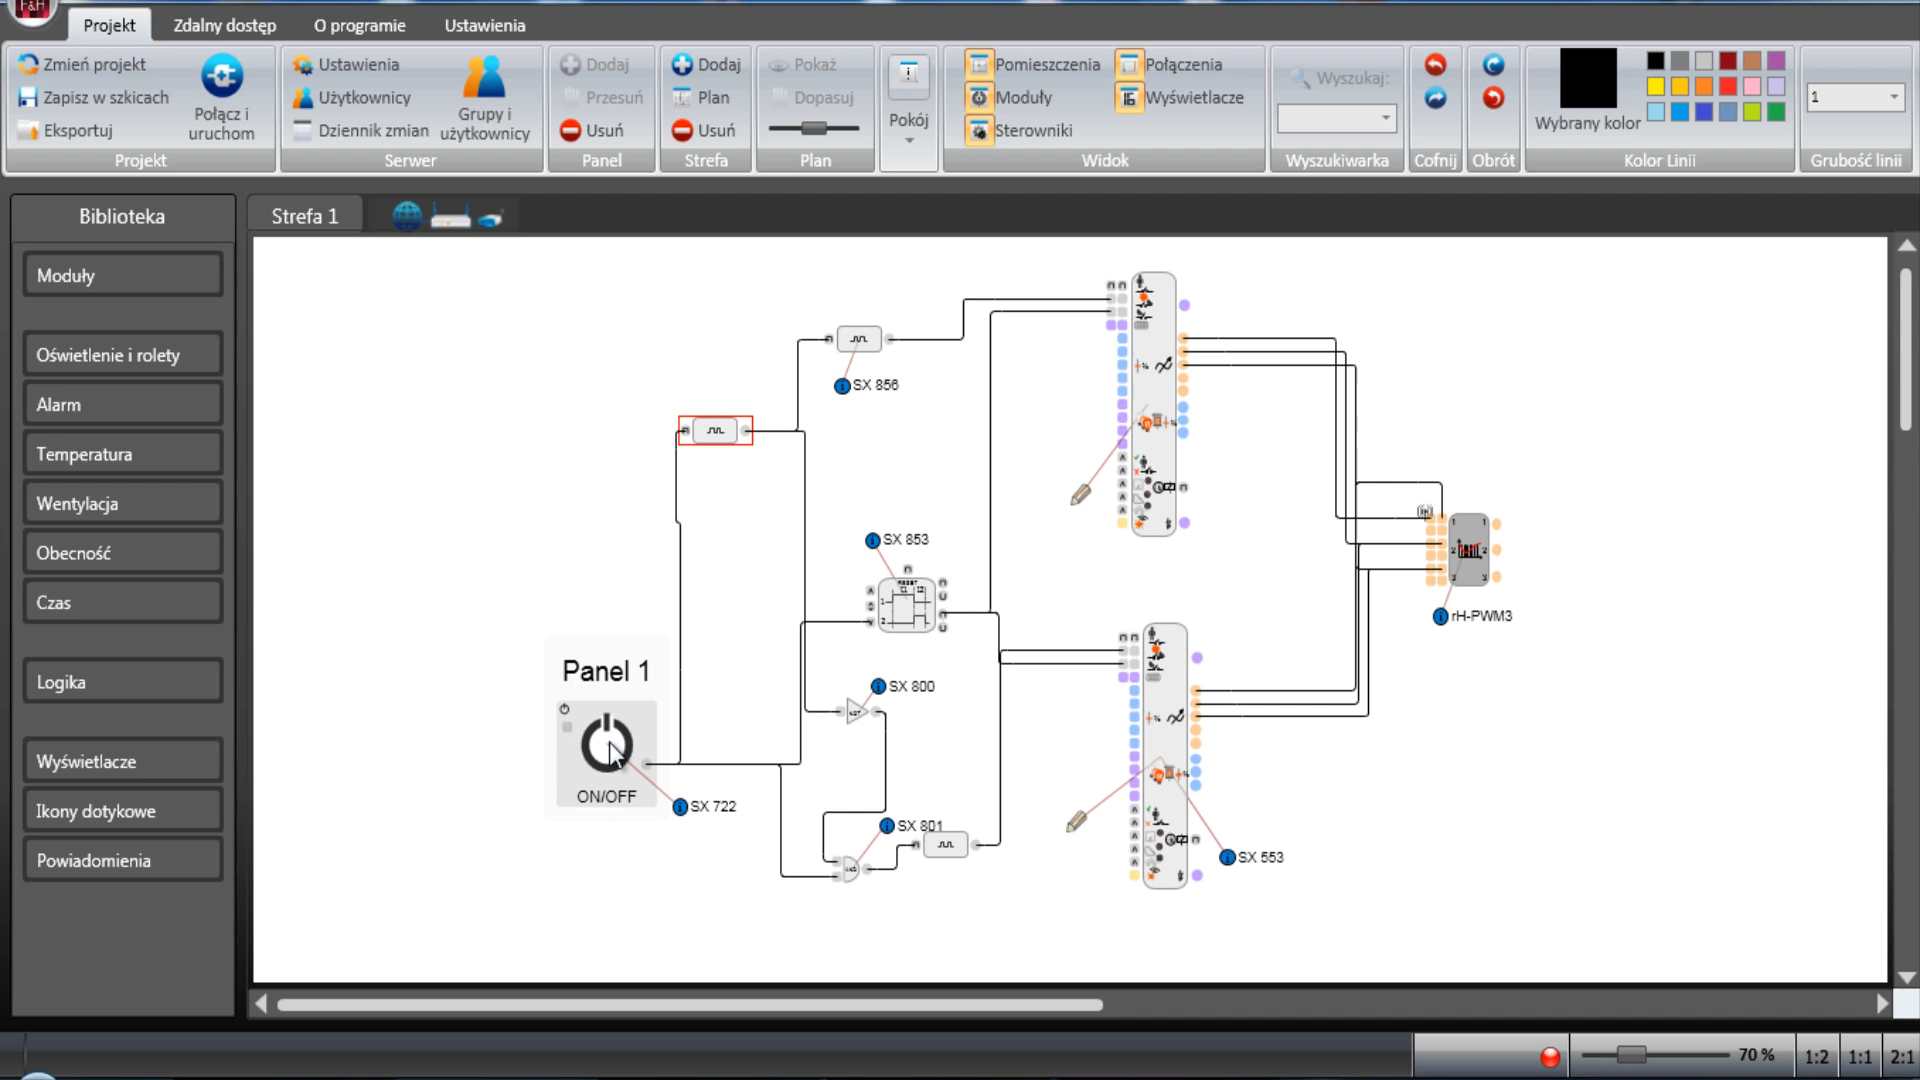 F&H
Projekt
Zdalny dostęp
O programie
Ustawienia
Zmień projekt
Zapisz w szkicach
Eksportuj
Połącz i
uruchom
Projekt
Ustawienia
Użytkownicy
Dziennik zmian
Grupy i
użytkownicy
Serwer
Dodaj
Przesuń
Usuń
Panel
Dodaj
Plan
Usuń
Strefa
Pokaż
Dopasuj
Plan
Pokój
Pomieszczenia
Moduły
Sterowniki
Połączenia
Wyświetlacze
Widok
Wyszukaj:
Wyszukiwarka
Cofnij
Obrót
Wybrany kolor
Kolor Linii
1
Grubość linii
Biblioteka
Moduły
Oświetlenie i rolety
Alarm
Temperatura
Wentylacja
Obecność
Czas
Logika
Wyświetlacze
Ikony dotykowe
Powiadomienia
Strefa 1
SX 856
SX 853
SX 800
SX 801
Panel 1
ON/OFF
SX 722
SX 553
rH-PWM3
70 %
1:2
1:1
2:1